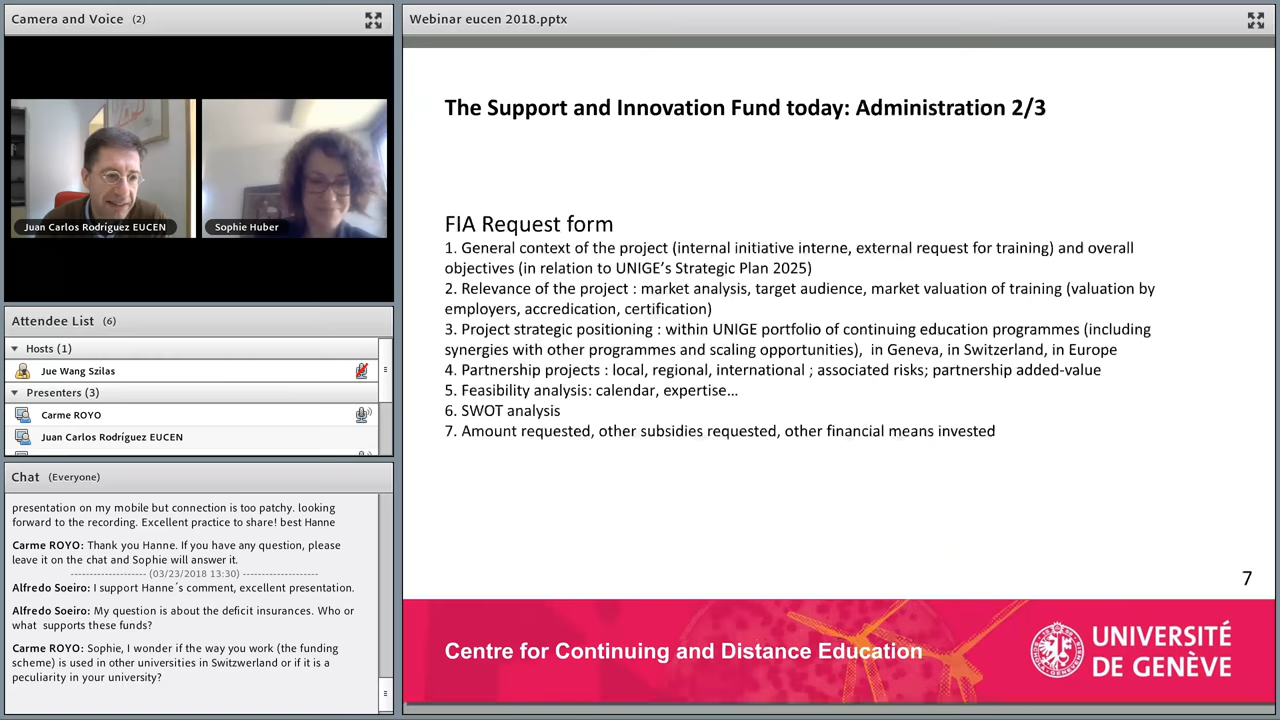 Camera and Voice (2)
Juan Carlos Rodríguez EUCEN
Sophie Huber
Attendee List (6)
Hosts (1)
Jue Wang Szilas
Presenters (3)
Carme ROYO
Juan Carlos Rodríguez EUCEN
Chat (Everyone)
presentation on my mobile but connection is too patchy. looking
forward to the recording. Excellent practice to share! best Hanne
Carme ROYO: Thank you Hanne. If you have any question, please
leave it on the chat and Sophie will answer it.
-------------------- (03/23/2018 13:30) --------------------
Alfredo Soeiro: I support Hanne´s comment, excellent presentation.
Alfredo Soeiro: My question is about the deficit insurances. Who or
what supports these funds?
Carme ROYO: Sophie, I wonder if the way you work (the funding
scheme) is used in other universities in Switzwerland or if it is a
peculiarity in your university?
Webinar eucen 2018.pptx
The Support and Innovation Fund today: Administration 2/3
FIA Request form
1. General context of the project (internal initiative interne, external request for training) and overall
objectives (in relation to UNIGE’s Strategic Plan 2025)
2. Relevance of the project : market analysis, target audience, market valuation of training (valuation by
employers, accredication, certification)
3. Project strategic positioning : within UNIGE portfolio of continuing education programmes (including
synergies with other programmes and scaling opportunities), in Geneva, in Switzerland, in Europe
4. Partnership projects : local, regional, international ; associated risks; partnership added-value
5. Feasibility analysis: calendar, expertise…
6. SWOT analysis
7. Amount requested, other subsidies requested, other financial means invested
7
Centre for Continuing and Distance Education
UNIVERSITÉ
DE GENÈVE